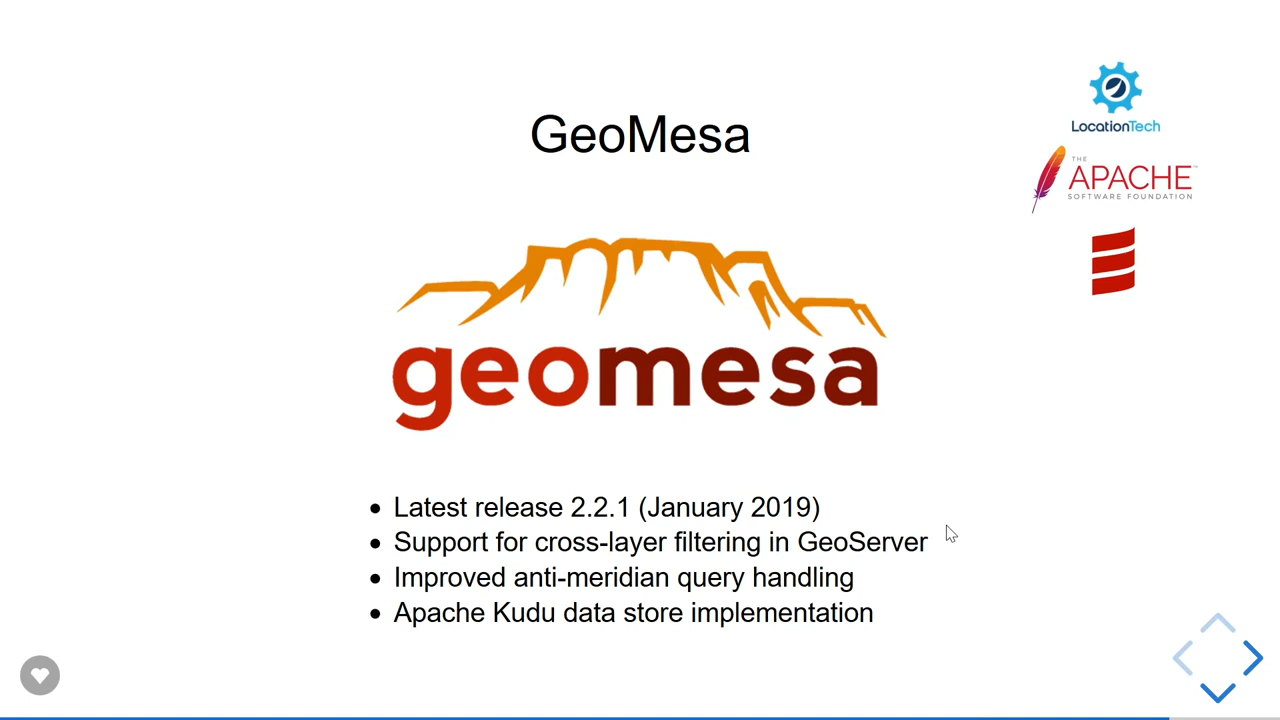 GeoMesa
LocationTech
THE
APACHE
SOFTWARE FOUNDATION
geomesa
Latest release 2.2.1 (January 2019)
Support for cross-layer filtering in GeoServer
Improved anti-meridian query handling
Apache Kudu data store implementation